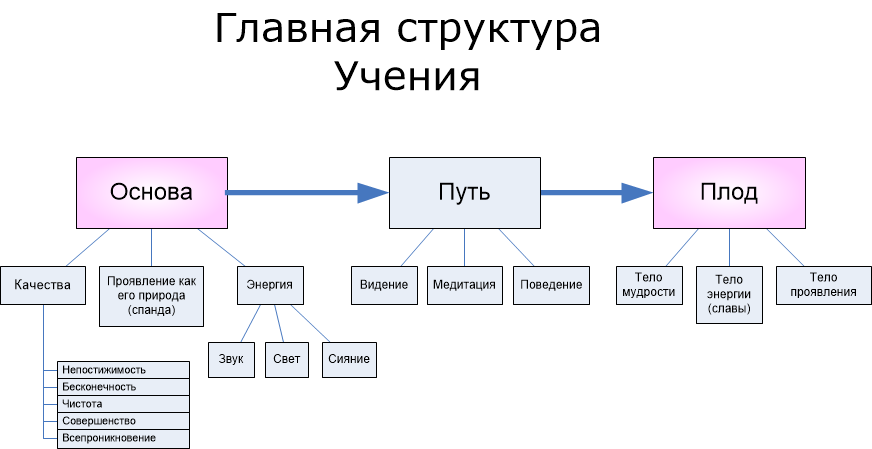 Главная структура
Учения
Основа
Путь
Плод
Качества
Проявление как
его природа
(спанда)
Энергия
Видение
Медитация
Поведение
Тело
мудрости
Тело
энергии
(славы)
Тело
проявления
Звук
Свет
Сияние
Непостижимость
Бесконечность
Чистота
Совершенство
Всепроникновение